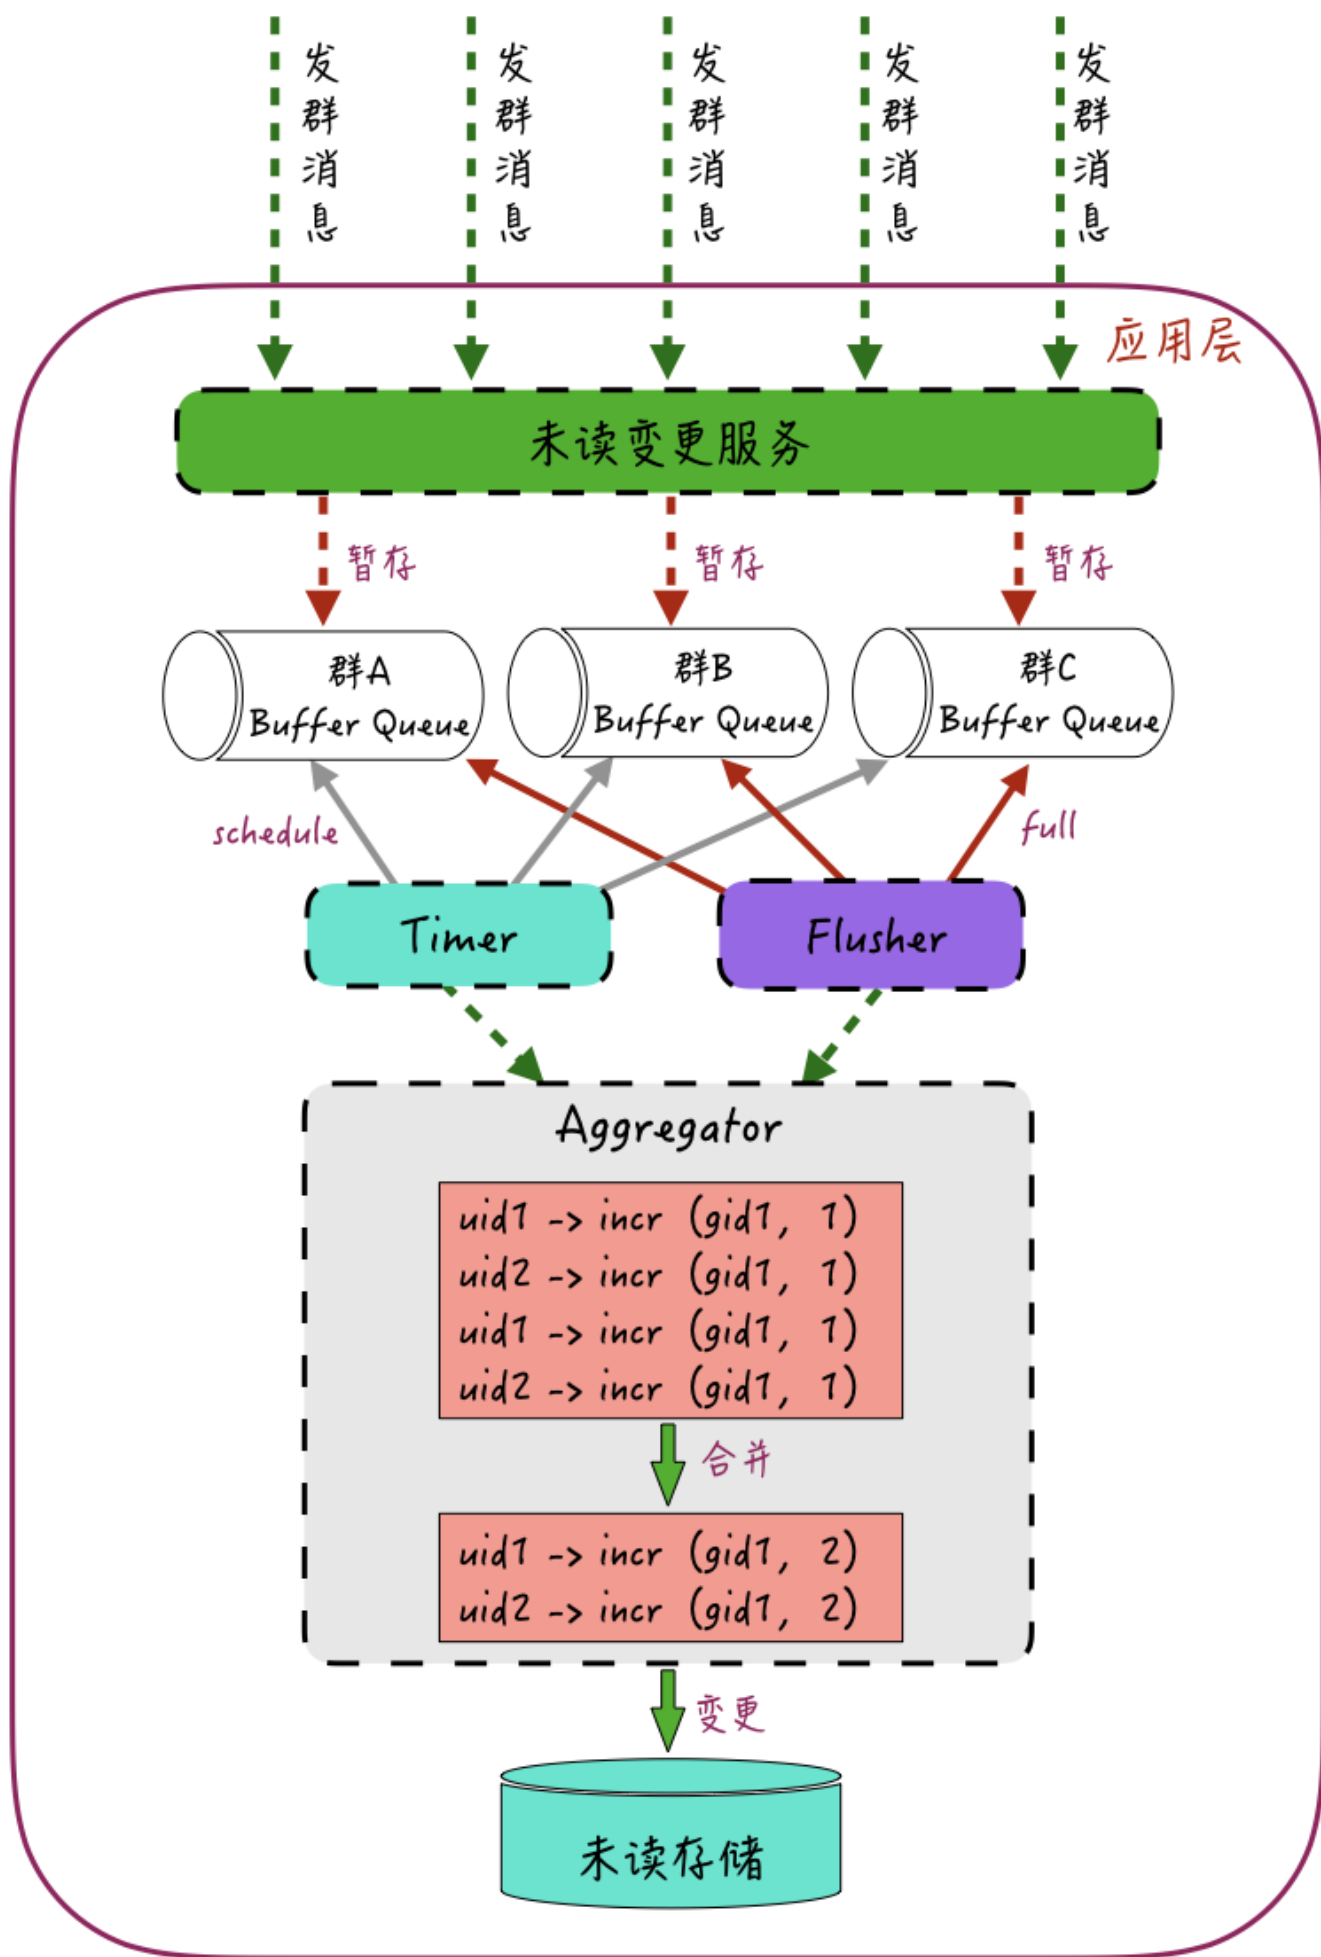 发群消息
发群消息
发群消息
发群消息
发群消息
应用层
未读变更服务
暂存
暂存
暂存
群A
Buffer Queue
群B
Buffer Queue
群C
Buffer Queue
schedule
full
Timer
Flusher
Aggregator
uid1 -> incr (gid1, 1)
uid2 -> incr (gid1, 1)
uid1 -> incr (gid1, 1)
uid2 -> incr (gid1, 1)
合并
uid1 -> incr (gid1, 2)
uid2 -> incr (gid1, 2)
变更
未读存储